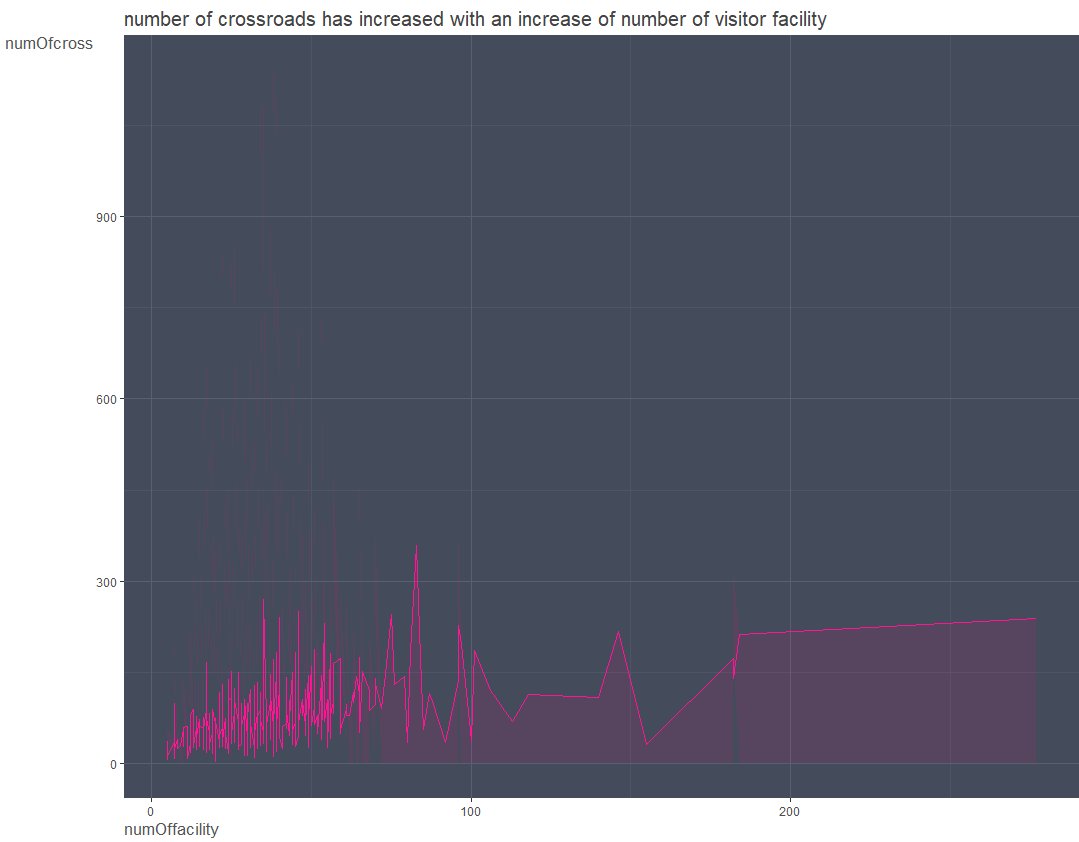 number of crossroads has increased with an increase of number of visitor facility
numOfcross
900
600
300
0
0
100
200
numOffacility